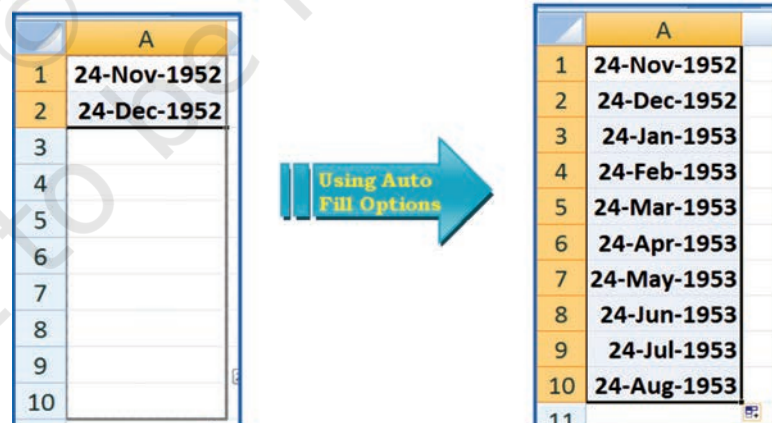 A
1 24-Nov-1952
2 24-Dec-1952
3
4
5
6
7
8
9
10
Using Auto
Fill Options
A
1 24-Nov-1952
2 24-Dec-1952
3 24-Jan-1953
4 24-Feb-1953
5 24-Mar-1953
6 24-Apr-1953
7 24-May-1953
8 24-Jun-1953
9 24-Jul-1953
10 24-Aug-1953
11
to be